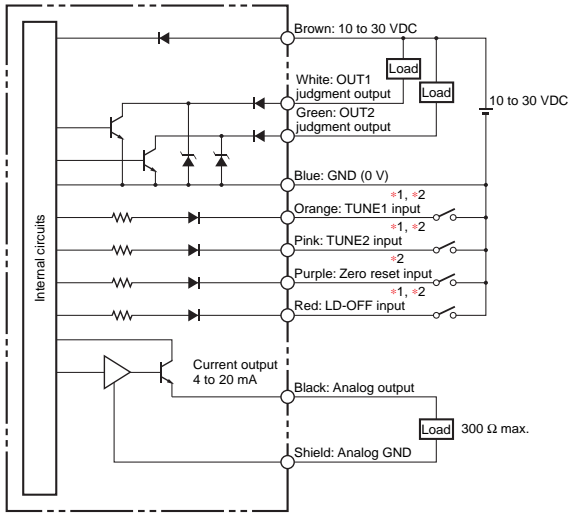 Brown: 10 to 30 VDC
Load
White: OUT1
judgment output
Load
10 to 30 VDC
Green: OUT2
judgment output
Blue: GND (0 V)
*1, *2
Orange: TUNE1 input
*1, *2
Pink: TUNE2 input
*2
Internal circuits
Purple: Zero reset input
*1, *2
Red: LD-OFF input
Current output
4 to 20 mA
Black: Analog output
Load
300 Ω max.
Shield: Analog GND